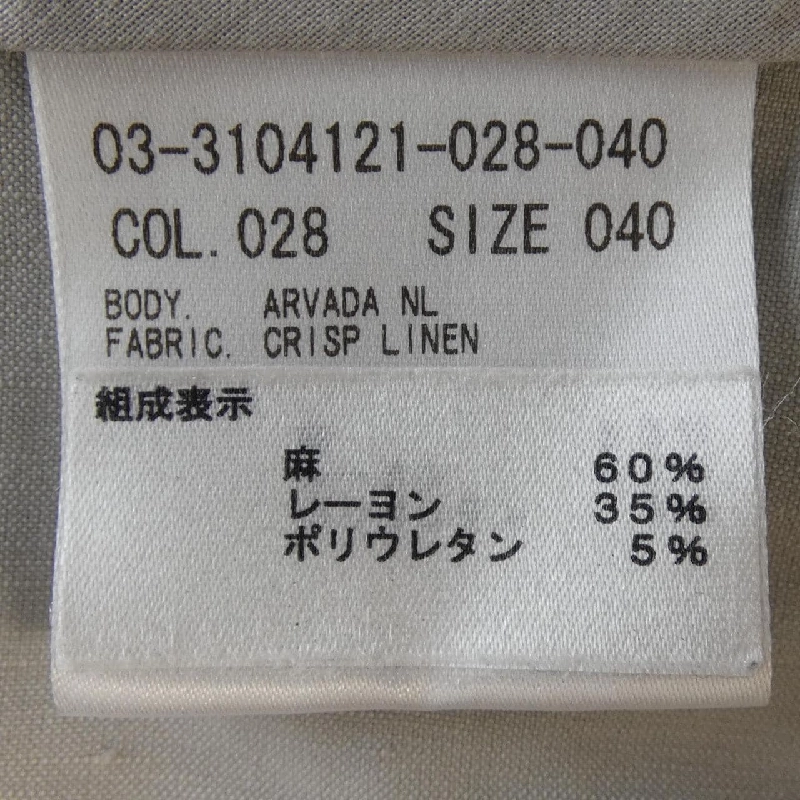 03-3104121-028-040
COL. 028 SIZE 040
BODY. ARVADA NL
FABRIC. CRISP LINEN
組成表示
麻 60%
レーヨン 35%
ポリウレタン 5%